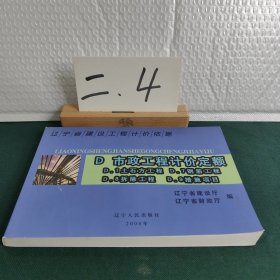 二.4
辽宁省建设工程计价依据
LIAONINGSHENGJIANSHEGONGCHENGJIJIAYIJU
D 市政工程计价定额
D.1土石方工程 D.7钢筋工程
D.8拆除工程 D.9措施项目
辽宁省建设厅
辽宁省财政厅 编
辽宁人民出版社
2008年